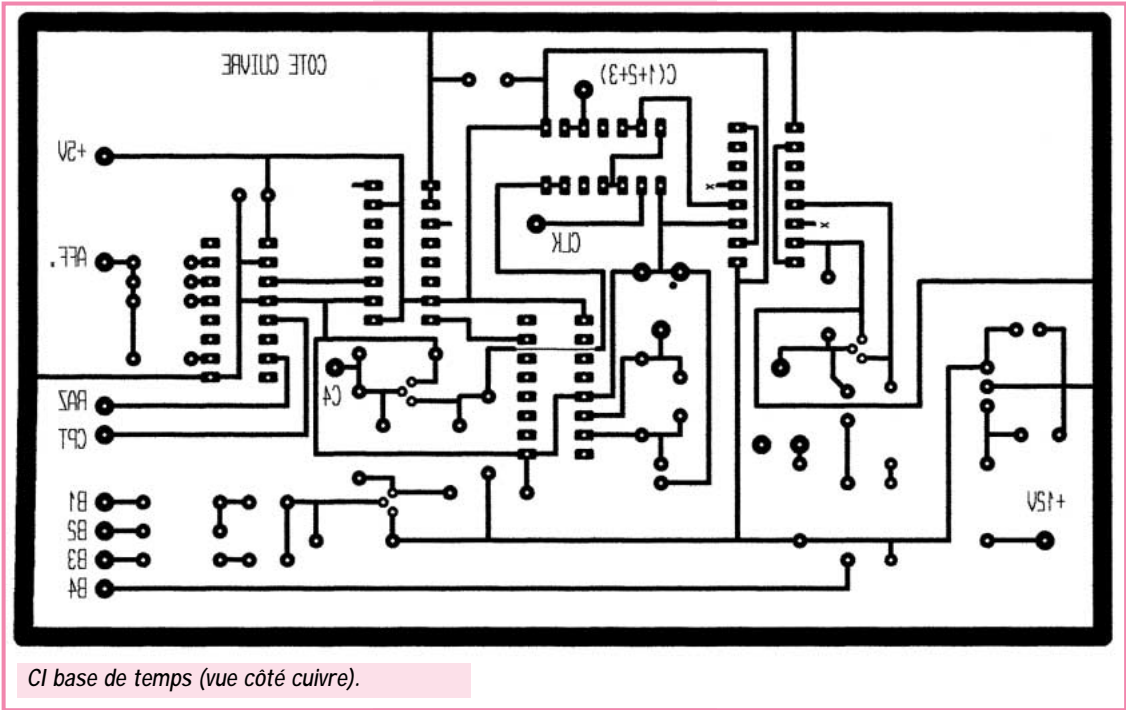 COTE CUIVRE
C(1+2+3)
+5V
CLK
AFF.
C4
RAZ
CPT
B1
+12V
B2
B3
B4
x
x
CI base de temps (vue côté cuivre).